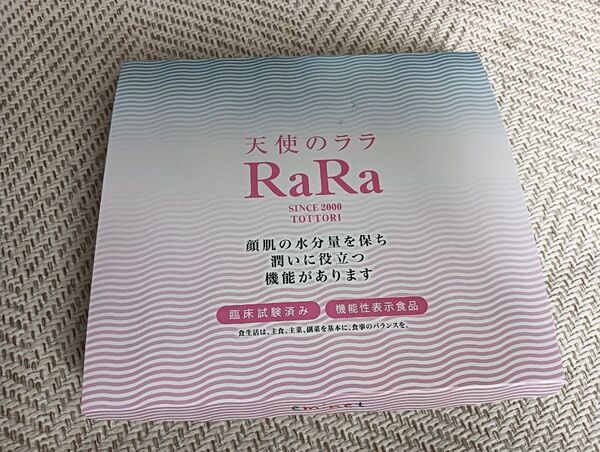 天使のララ
RaRa
SINCE 2000
TOTTORI
顔肌の水分量を保ち
潤いに役立つ
機能があります
臨床試験済み 機能性表示食品
食生活は、主食、主菜、副菜を基本に、食事のバランスを。
em·net